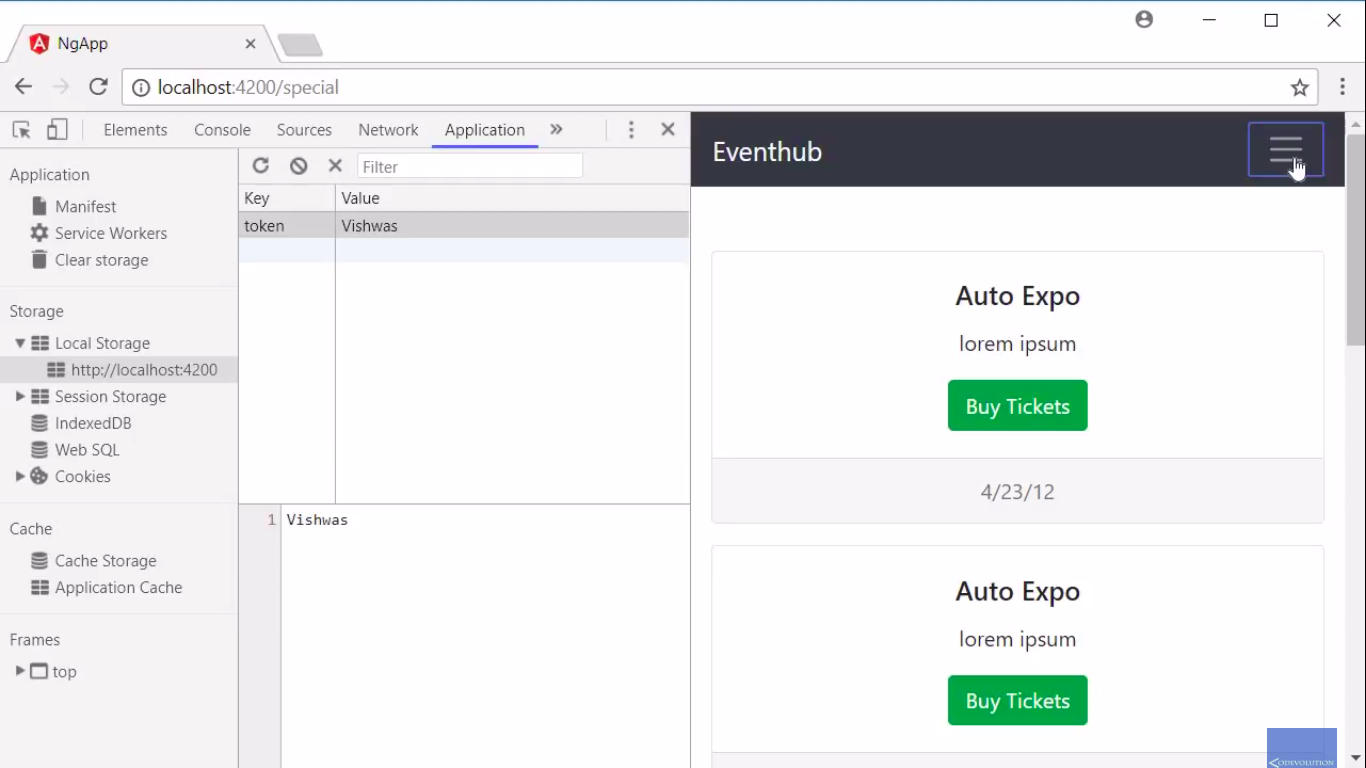 NgApp
localhost:4200/special
Elements Console Sources Network Application
Application
Manifest
Service Workers
Clear storage
Storage
Local Storage
http://localhost:4200
Session Storage
IndexedDB
Web SQL
Cookies
Cache
Cache Storage
Application Cache
Frames
top
Filter
Key Value
token Vishwas
1 Vishwas
Eventhub
Auto Expo
lorem ipsum
Buy Tickets
4/23/12
Auto Expo
lorem ipsum
Buy Tickets
CODEVOLUTION